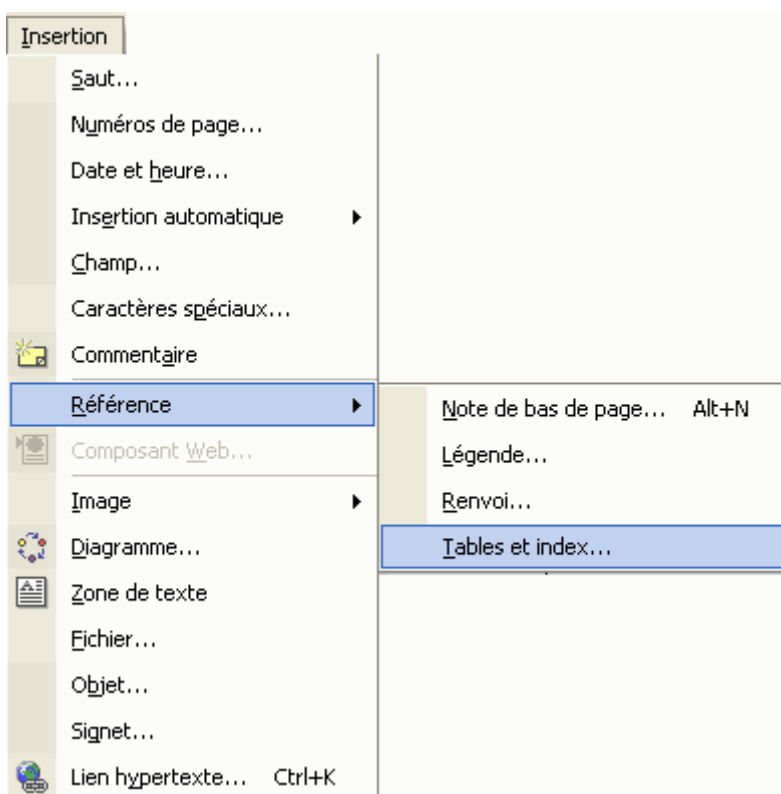 Insertion
Saut...
Numéros de page...
Date et heure...
Insertion automatique
Champ...
Caractères spéciaux...
Commentaire
Référence
Note de bas de page... Alt+N
Composant Web...
Légende...
Image
Renvoi...
Diagramme...
Tables et index...
Zone de texte
Fichier...
Objet...
Signet...
Lien hypertexte... Ctrl+K